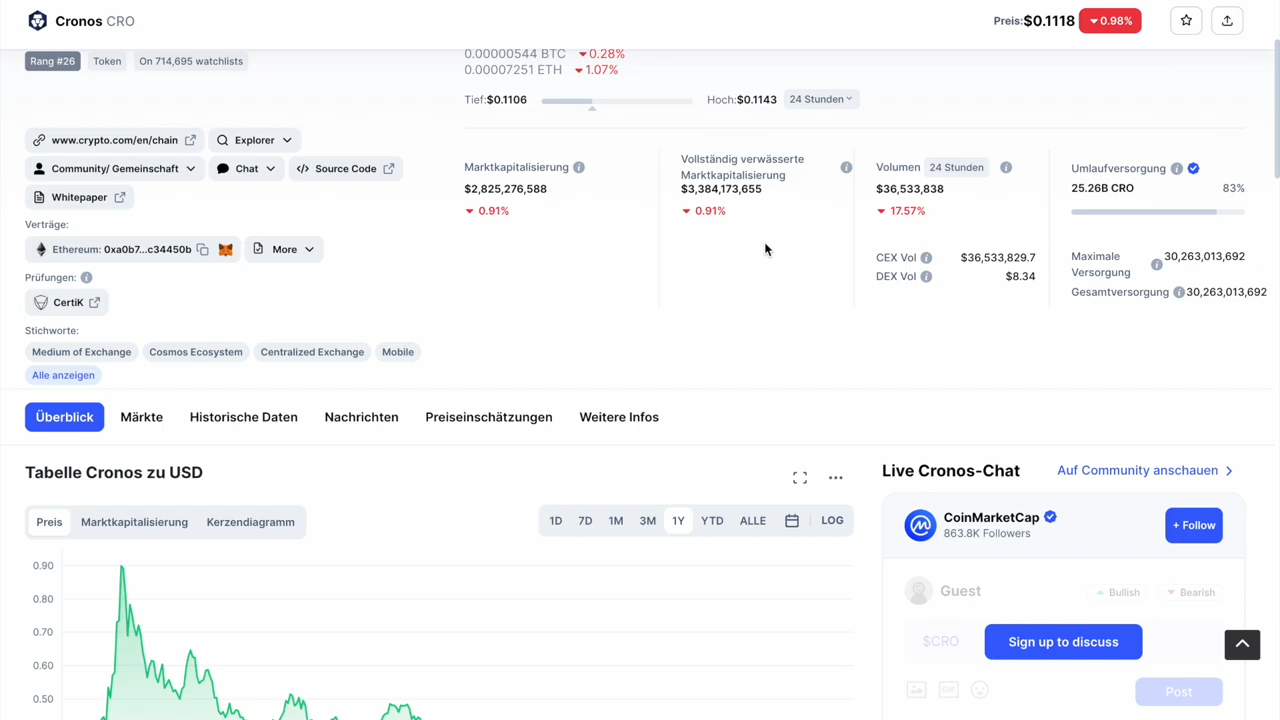 Cronos CRO
Preis:$0.1118 0.98%
Rang #26 Token On 714,695 watchlists
0.00000544 BTC 0.28%
0.00007251 ETH 1.07%
Tief:$0.1106 Hoch:$0.1143 24 Stunden
www.crypto.com/en/chain Explorer
Community/ Gemeinschaft Chat Source Code
Whitepaper
Verträge:
Ethereum: 0xa0b7...c34450b More
Prüfungen:
CertiK
Stichworte:
Medium of Exchange Cosmos Ecosystem Centralized Exchange Mobile
Alle anzeigen
Marktkapitalisierung
$2,825,276,588
0.91%
Vollständig verwässerte
Marktkapitalisierung
$3,384,173,655
0.91%
Volumen 24 Stunden
$36,533,838
17.57%
CEX Vol $36,533,829.7
DEX Vol $8.34
Umlaufversorgung
25.26B CRO 83%
Maximale
Versorgung
30,263,013,692
Gesamtversorgung 30,263,013,692
Überblick Märkte Historische Daten Nachrichten Preiseinschätzungen Weitere Infos
Tabelle Cronos zu USD
Preis Marktkapitalisierung Kerzendiagramm
1D 7D 1M 3M 1Y YTD ALLE LOG
0.90
0.80
0.70
0.60
0.50
Live Cronos-Chat Auf Community anschauen
CoinMarketCap
863.8K Followers
+ Follow
Guest Bullish Bearish
$CRO
Sign up to discuss
GIF
Post